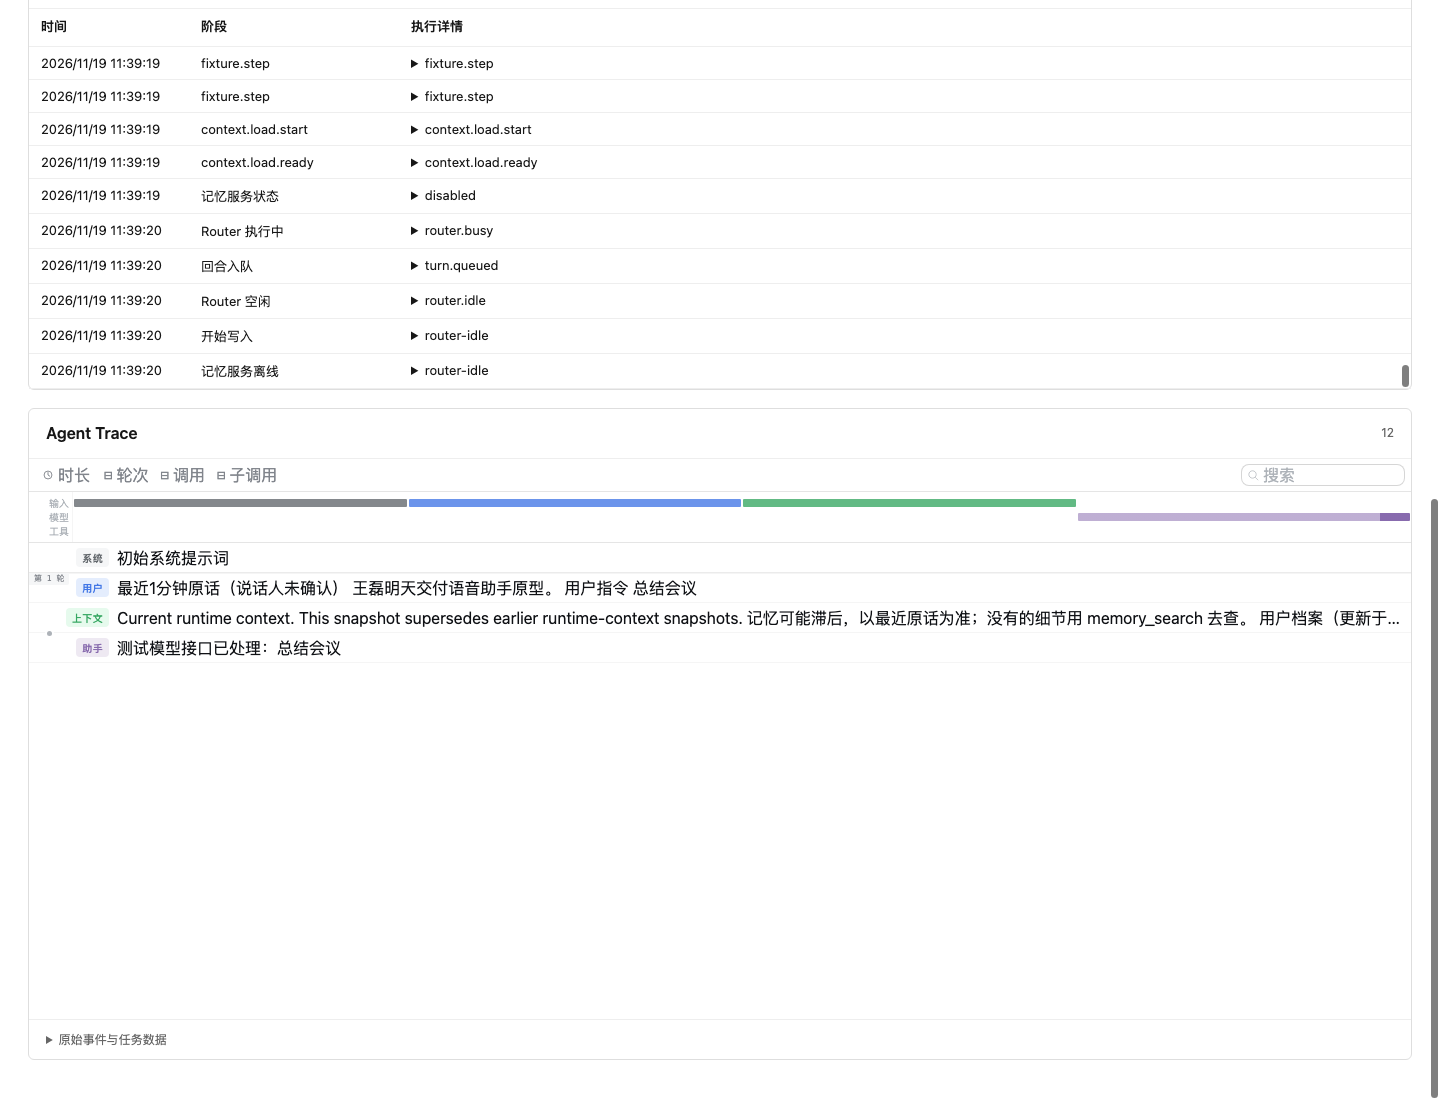 时间 阶段 执行详情
2026/11/19 11:39:19 fixture.step ▶ fixture.step
2026/11/19 11:39:19 fixture.step ▶ fixture.step
2026/11/19 11:39:19 context.load.start ▶ context.load.start
2026/11/19 11:39:19 context.load.ready ▶ context.load.ready
2026/11/19 11:39:19 记忆服务状态 ▶ disabled
2026/11/19 11:39:20 Router 执行中 ▶ router.busy
2026/11/19 11:39:20 回合入队 ▶ turn.queued
2026/11/19 11:39:20 Router 空闲 ▶ router.idle
2026/11/19 11:39:20 开始写入 ▶ router-idle
2026/11/19 11:39:20 记忆服务离线 ▶ router-idle
Agent Trace 12
时长 轮次 调用 子调用 搜索
输入
模型
工具
系统 初始系统提示词
第 1 轮
用户 最近1分钟原话（说话人未确认） 王磊明天交付语音助手原型。 用户指令 总结会议
上下文 Current runtime context. This snapshot supersedes earlier runtime-context snapshots. 记忆可能滞后，以最近原话为准；没有的细节用 memory_search 去查。 用户档案（更新于...
助手 测试模型接口已处理：总结会议
▶ 原始事件与任务数据